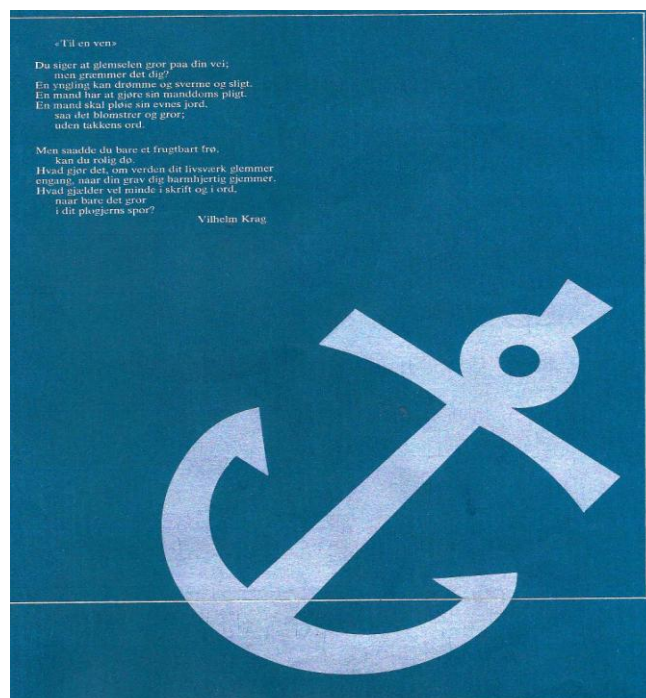 «Til en ven»
Du siger at glemselen gror paa din vei;
men græmmer det dig?
En yngling kan drømme og sverme og sligt.
En mand har at gjøre sin manddoms pligt.
En mand skal pløie sin evnes jord.
saa det blomstrer og gror;
uden takkens ord.
Men saadde du bare et frugtbart frø,
kan du rolig dø.
Hvad gjør det, om verden dit livsværk glemmer
engang, naar din grav dig barmhjertig gjemmer.
Hvad gjælder vel minde i skrift og i ord,
naar bare det gror
i dit plogjerns spor?
Vilhelm Krag